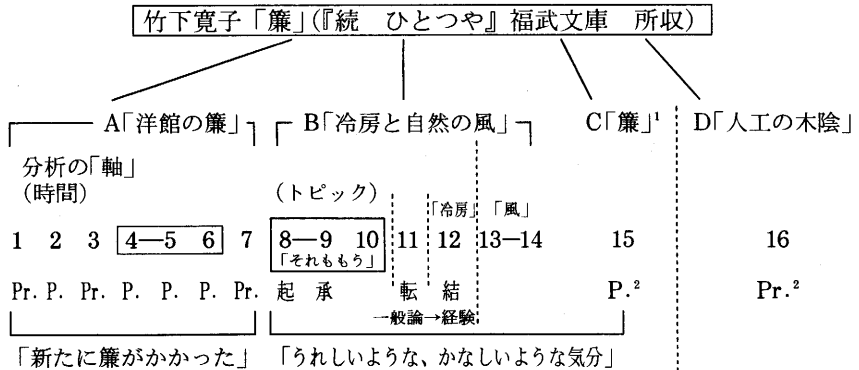 竹下寛子「簾」(『続 ひとつや』福武文庫 所収)
A「洋館の簾」 B「冷房と自然の風」 C「簾」¹ D「人工の木陰」
分析の「軸」
(時間) (トピック)
「冷房」 「風」
1 2 3 4—5 6 7 8—9 10 11 12 13—14 15 16
「それももう」
Pr. P. Pr. P. P. P. Pr. 起 承 転 結 P.² Pr.²
一般論→経験
「新たに簾がかかった」 「うれしいような、かなしいような気分」